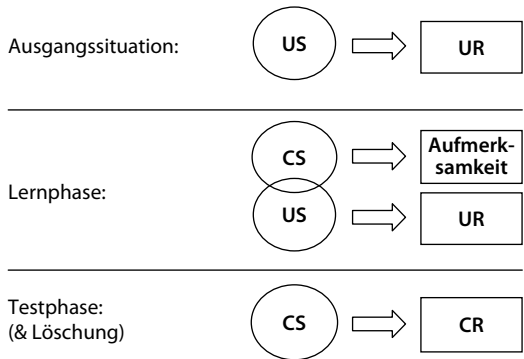 Ausgangssituation:
US
UR
CS
Aufmerk-
samkeit
Lernphase:
US
UR
Testphase:
(& Löschung)
CS
CR